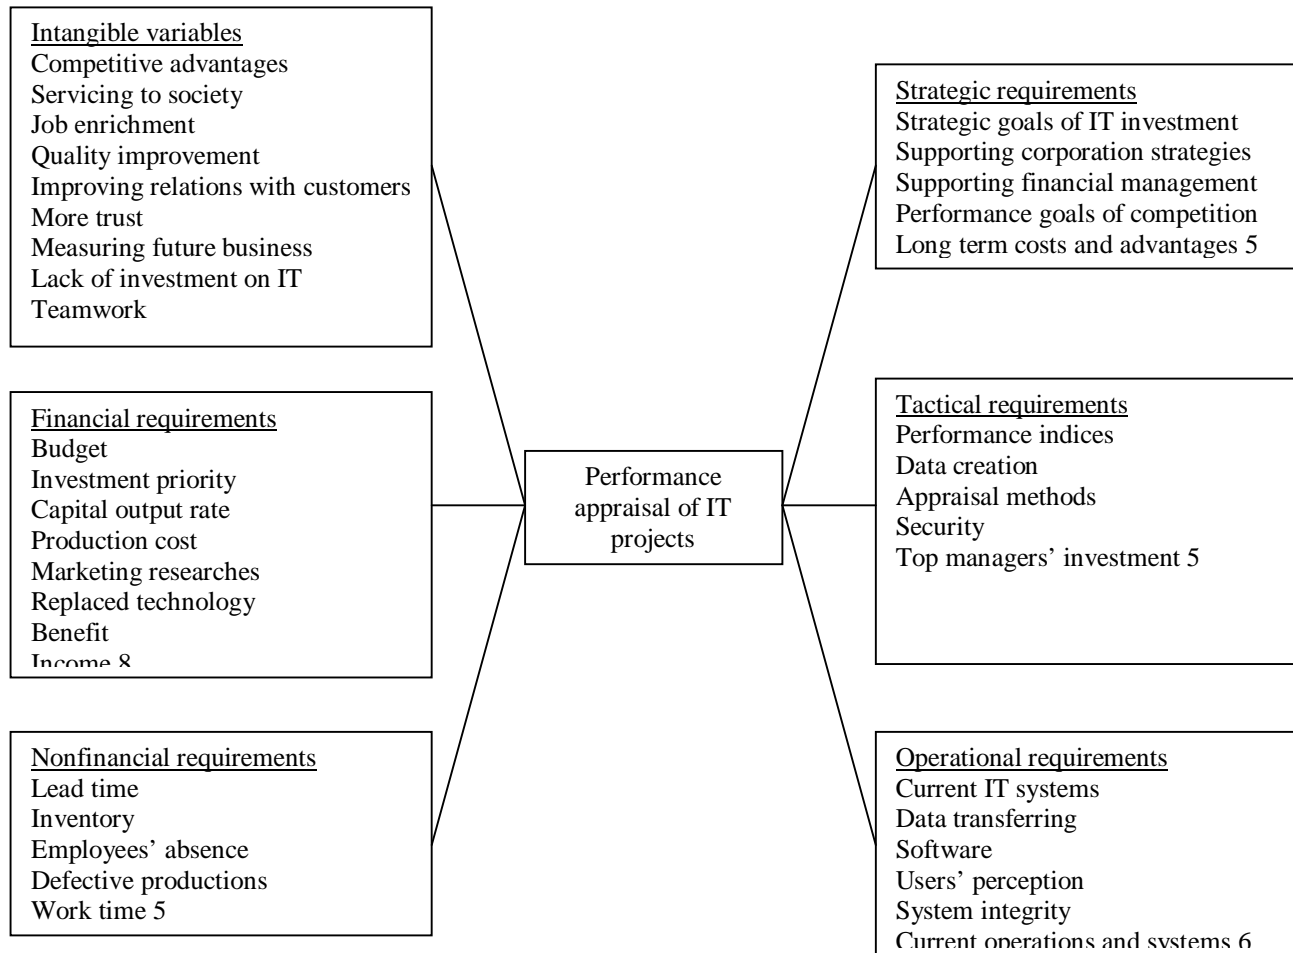 Intangible variables
Competitive advantages
Servicing to society
Job enrichment
Quality improvement
Improving relations with customers
More trust
Measuring future business
Lack of investment on IT
Teamwork
Financial requirements
Budget
Investment priority
Capital output rate
Production cost
Marketing researches
Replaced technology
Benefit
Income 8
Nonfinancial requirements
Lead time
Inventory
Employees’ absence
Defective productions
Work time 5
Performance
appraisal of IT
projects
Strategic requirements
Strategic goals of IT investment
Supporting corporation strategies
Supporting financial management
Performance goals of competition
Long term costs and advantages 5
Tactical requirements
Performance indices
Data creation
Appraisal methods
Security
Top managers’ investment 5
Operational requirements
Current IT systems
Data transferring
Software
Users’ perception
System integrity
Current operations and systems 6